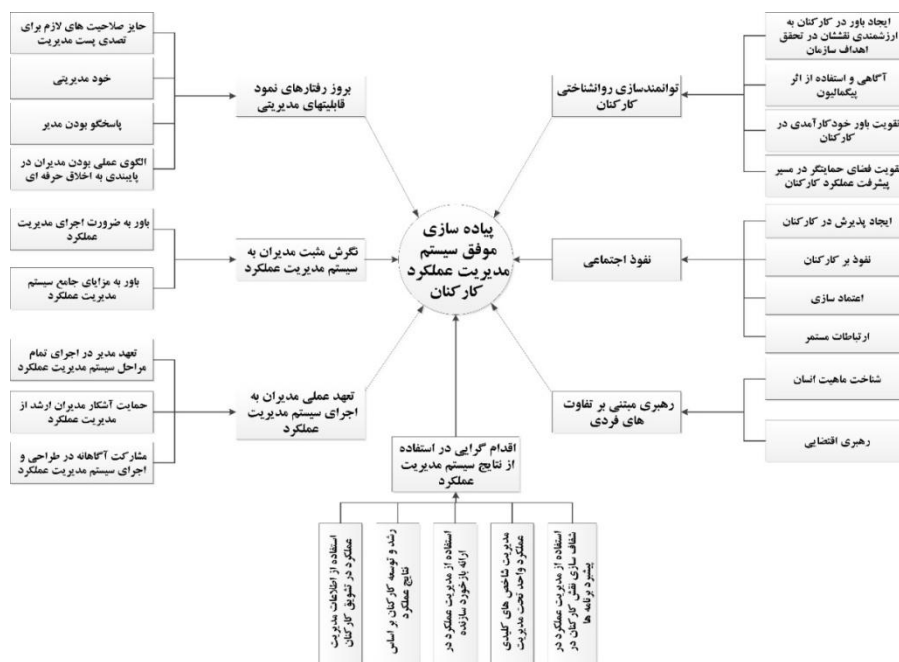 ایجاد باور در کارکنان به
ارزشمندی نقششان در تحقق
اهداف سازمان
آگاهی و استفاده از اثر
پیگمالیون
تقویت باور خودکارآمدی در
کارکنان
تقویت فضای حمایتگر در مسیر
پیشرفت عملکرد کارکنان
توانمندسازی روانشناختی
کارکنان
ایجاد پذیرش در کارکنان
نفوذ بر کارکنان
اعتماد سازی
ارتباطات مستمر
نفوذ اجتماعی
شناخت ماهیت انسان
رهبری اقتضایی
رهبری مبتنی بر تفاوت
های فردی
پیاده سازی
موفق سیستم
مدیریت عملکرد
کارکنان
بروز رفتارهای نمود
قابلیتهای مدیریتی
حایز صلاحیت های لازم برای
تصدی پست مدیریت
خود مدیریتی
پاسخگو بودن مدیر
الگوی عملی بودن مدیران در
پایبندی به اخلاق حرفه ای
نگرش مثبت مدیران به
سیستم مدیریت عملکرد
باور به ضرورت اجرای مدیریت
عملکرد
باور به مزایای جامع سیستم
مدیریت عملکرد
تعهد عملی مدیران به
اجرای سیستم مدیریت
عملکرد
تعهد مدیر در اجرای تمام
مراحل سیستم مدیریت عملکرد
حمایت آشکار مدیران ارشد از
مدیریت عملکرد
مشارکت آگاهانه در طراحی و
اجرای سیستم مدیریت عملکرد
اقدام گرایی در استفاده
از نتایج سیستم مدیریت
عملکرد
استفاده از مدیریت عملکرد در
شفاف سازی نقش کارکنان در
پیشبرد برنامه ها
مدیریت شاخص های کلیدی
عملکرد واحد تحت مدیریت
استفاده از مدیریت عملکرد در
ارائه بازخورد سازنده
رشد و توسعه کارکنان بر اساس
نتایج عملکرد
استفاده از اطلاعات مدیریت
عملکرد در تشویق کارکنان